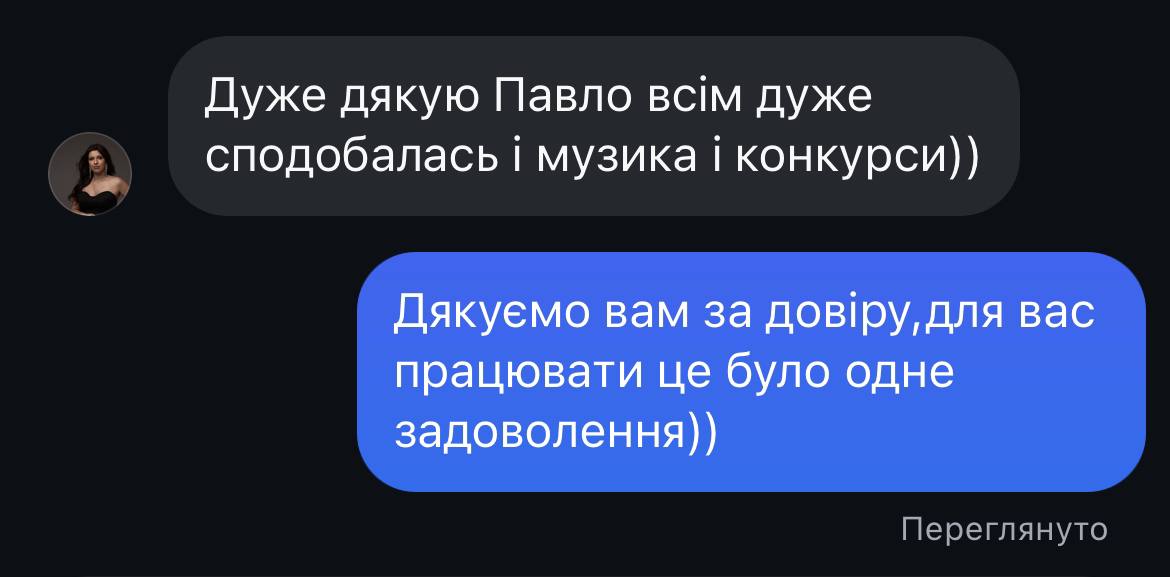 Дуже дякую Павло всім дуже
сподобалась і музика і конкурси))
Дякуємо вам за довіру,для вас
працювати це було одне
задоволення))
Переглянуто